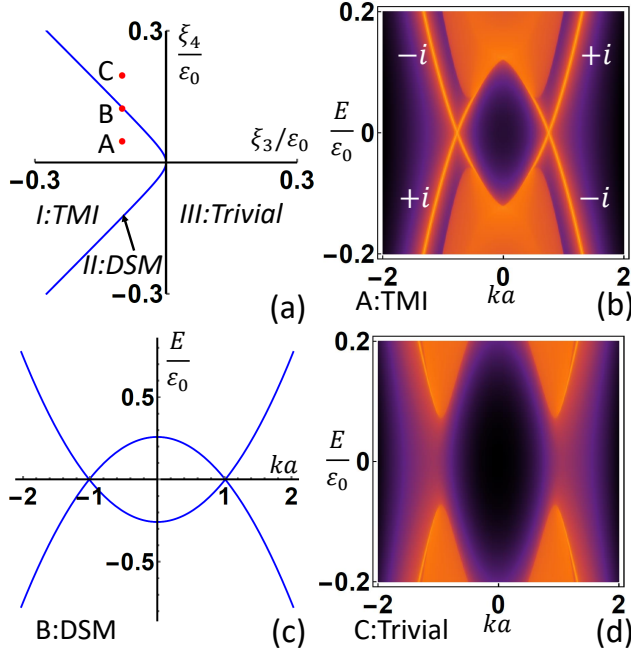 0.3
ξ₄/ε₀
C
B
A
ξ₃/ε₀
−0.3
0.3
I:TMI
III:Trivial
II:DSM
−0.3
(a)
0.2
−i
+i
E/ε₀
0
+i
−i
−0.2
−2
0
2
A:TMI
ka
(b)
E/ε₀
0.5
ka
−2
−1
1
2
−0.5
B:DSM
(c)
0.2
E/ε₀
0
−0.2
−2
0
2
C:Trivial
ka
(d)